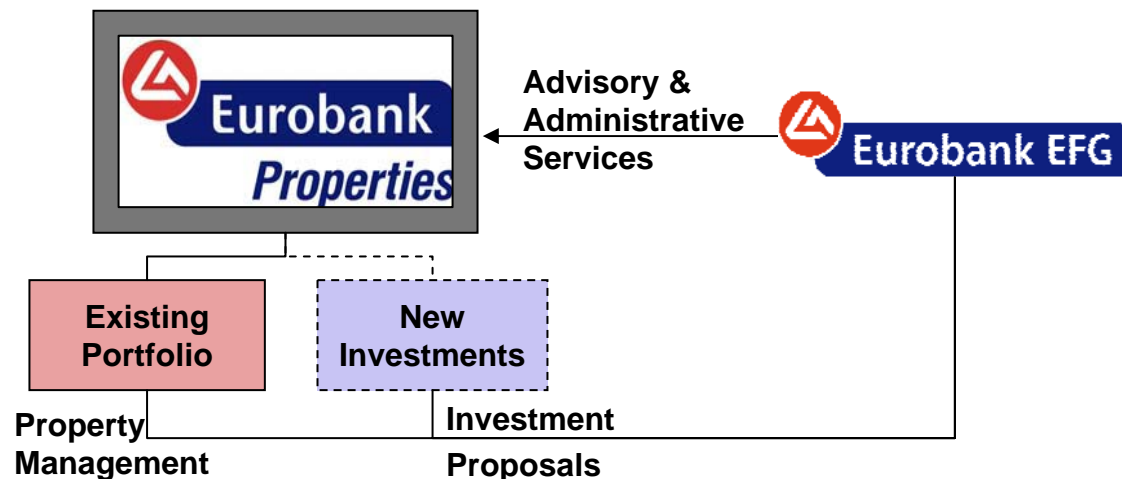 Eurobank
Properties
Advisory &
Administrative
Services
Eurobank EFG
Existing
Portfolio
New
Investments
Property
Management
Investment
Proposals